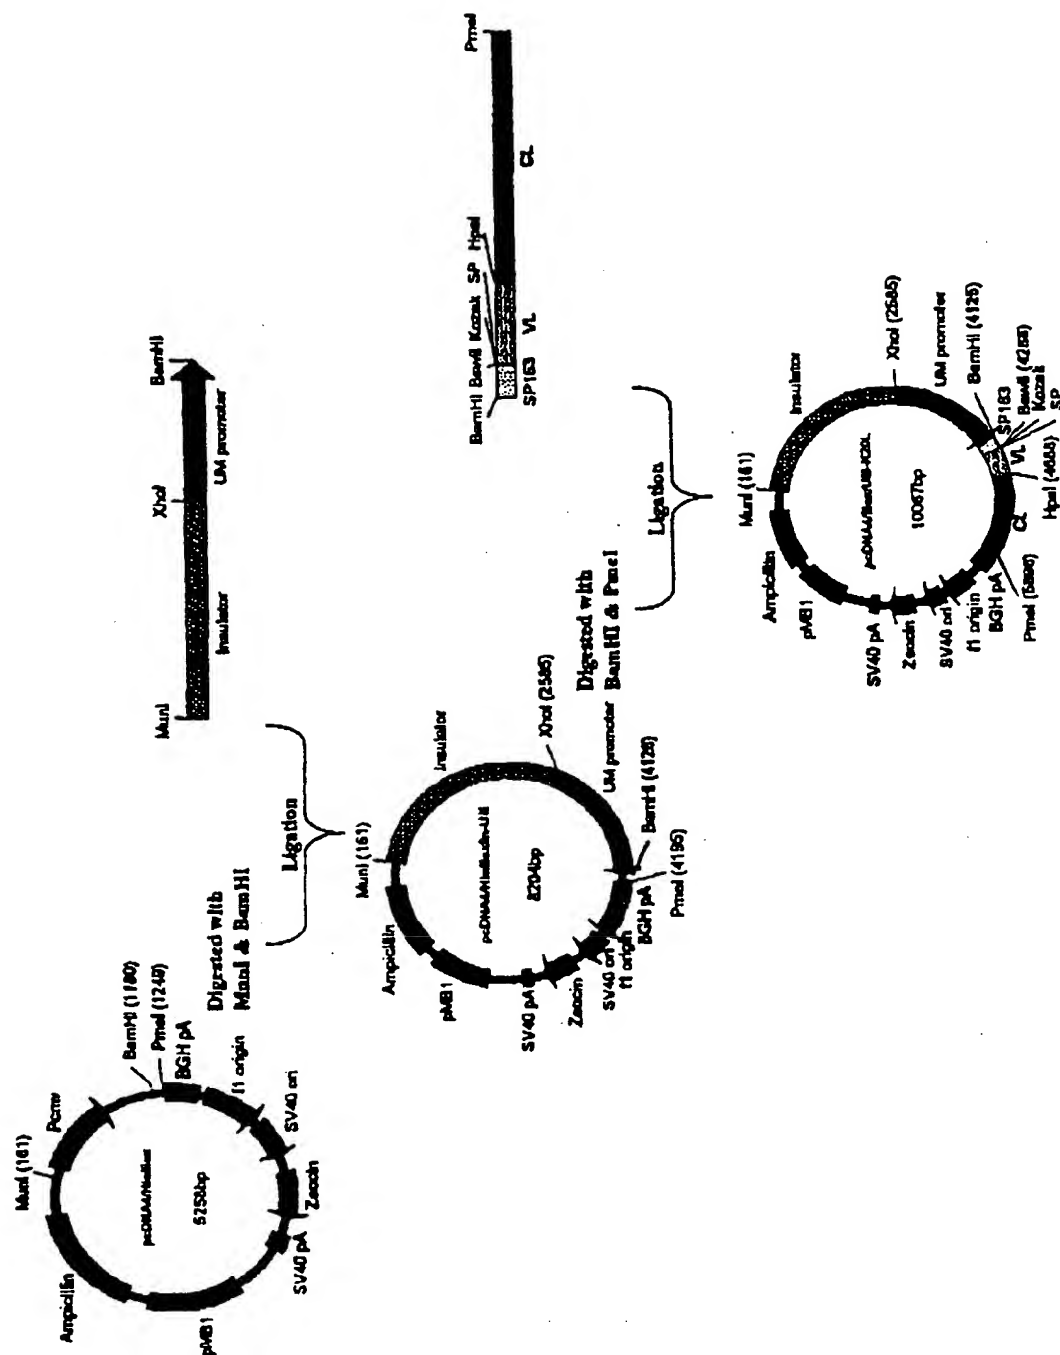 MunI (161)
Pcmv
BamHI (1180)
PmeI (1249)
BGH pA
f1 origin
SV40 ori
Zeocin
SV40 pA
pMB1
Ampicillin
Digested with
MunI & BamHI
MunI
Insulator
XhoI
UM promoter
BamHI
Ligation
MunI (161)
Insulator
XhoI (2585)
UM promoter
BamHI (4126)
PmeI (4195)
BGH pA
f1 origin
SV40 ori
Zeocin
SV40 pA
pMB1
Ampicillin
8204bp
Digested with
BamHI & PmeI
BamHI
Kozak
SP
HpaI
PmeI
SP163
VL
CL
Ligation
MunI (161)
Insulator
XhoI (2585)
UM promoter
BamHI (4126)
SP163
Kozak
SP
VL
CL
PmeI
BGH pA
f1 origin
SV40 ori
Zeocin
SV40 pA
pMB1
Ampicillin
10067bp